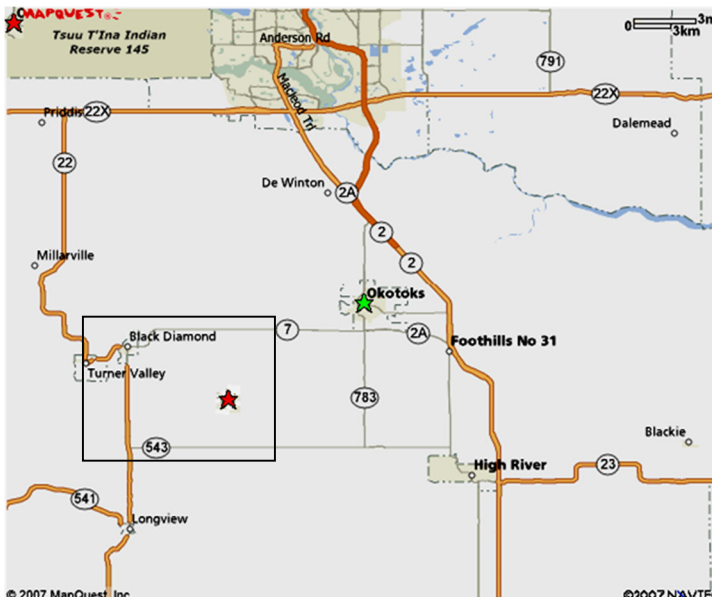 MAPQUEST
Tsuu T'Ina Indian
Reserve 145
Anderson Rd
Macleod Trl
0 3m
3km
791
22X
22X
Priddis
Dalemead
22
De Winton
2A
2
2
Millarville
Okotoks
7
2A
Black Diamond
Foothills No 31
Turner Valley
783
Blackie
543
High River
23
541
Longview
© 2007 MapQuest Inc
©2007 NAVTE